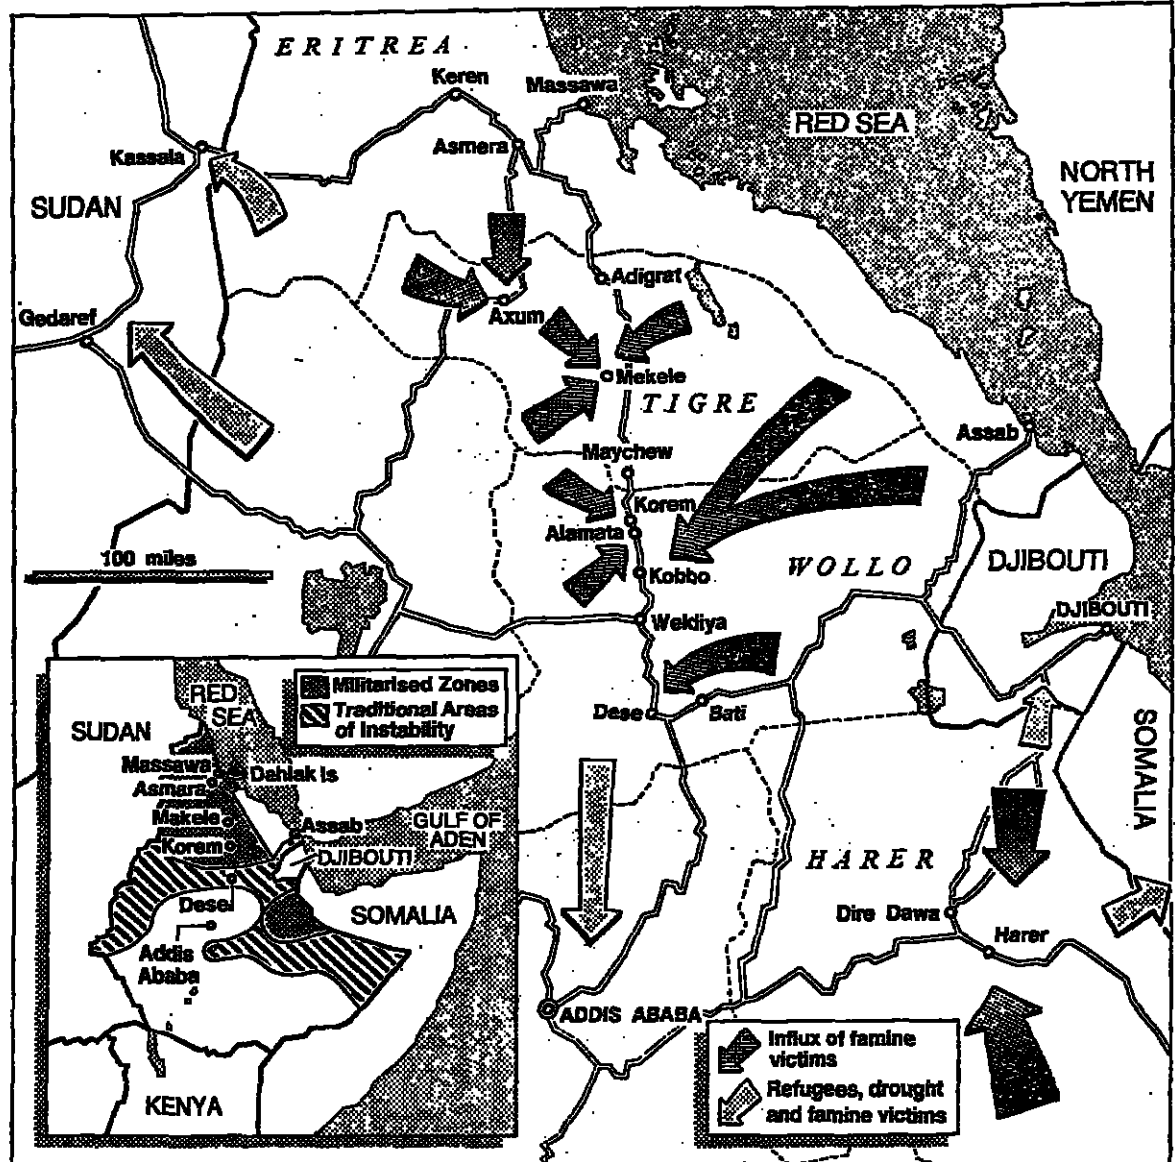 ERITREA
Keren
Massawa
RED SEA
Kassala
Asmera
NORTH
YEMEN
SUDAN
Adigrat
Gedaref
Axum
Mekele
TIGRE
Assab
Maychew
Korem
Alamata
100 miles
Kobbo
WOLLO
DJIBOUTI
DJIBOUTI
Wekliya
Dese
Bati
SOMALIA
HARER
Dire Dawa
Harer
ADDIS ABABA
Influx of famine
victims
Refugees, drought
and famine victims
Militarised Zones
Traditional Areas
of Instability
RED
SEA
SUDAN
Massawa
Dahlak Is
Asmara
Makele
Assab
GULF OF
ADEN
Korem
DJIBOUTI
Dese
SOMALIA
Addis
Ababa
KENYA